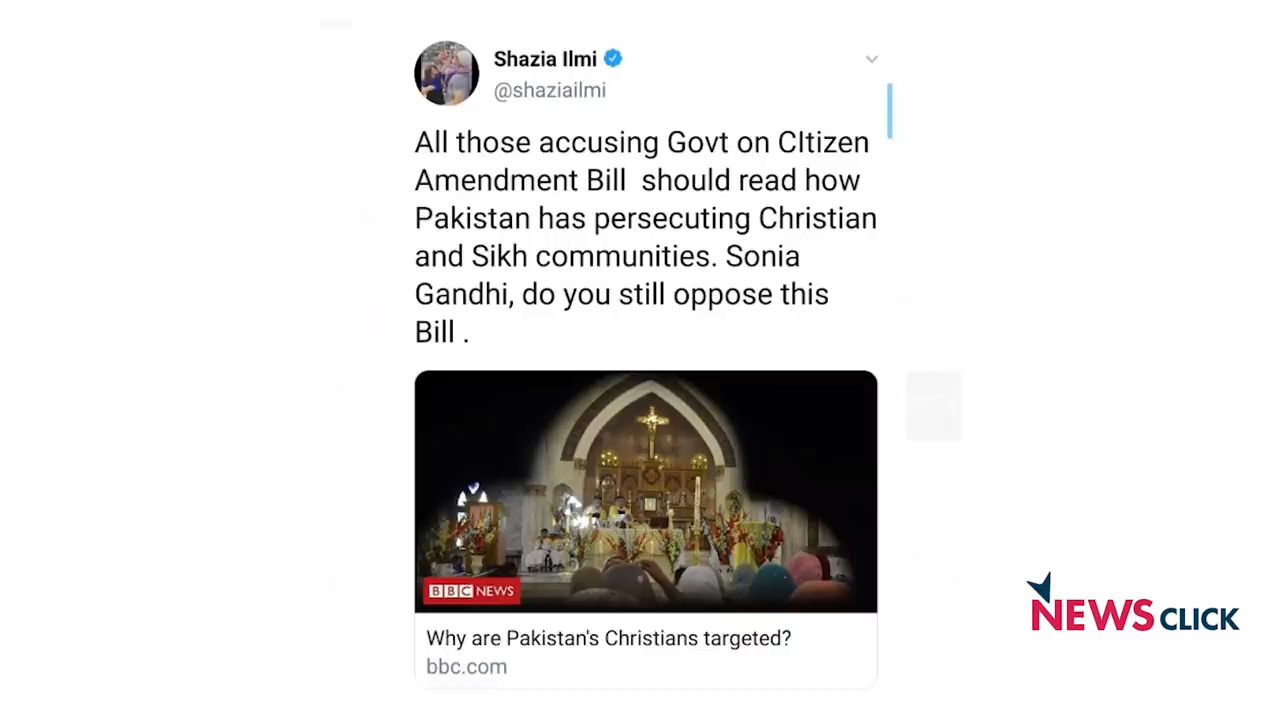 Shazia Ilmi
@shaziailmi
All those accusing Govt on CItizen
Amendment Bill should read how
Pakistan has persecuting Christian
and Sikh communities. Sonia
Gandhi, do you still oppose this
Bill .
BBC NEWS
Why are Pakistan's Christians targeted?
bbc.com
NEWSCLICK